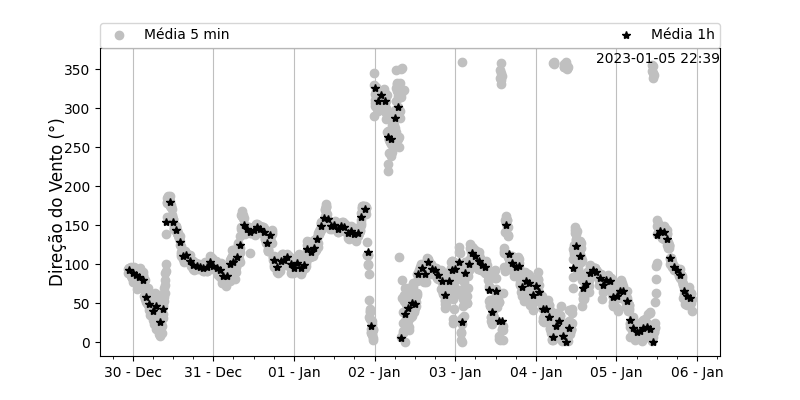 Média 5 min
Média 1h
2023-01-05 22:39
Direção do Vento (°)
350
300
250
200
150
100
50
0
30 - Dec
31 - Dec
01 - Jan
02 - Jan
03 - Jan
04 - Jan
05 - Jan
06 - Jan